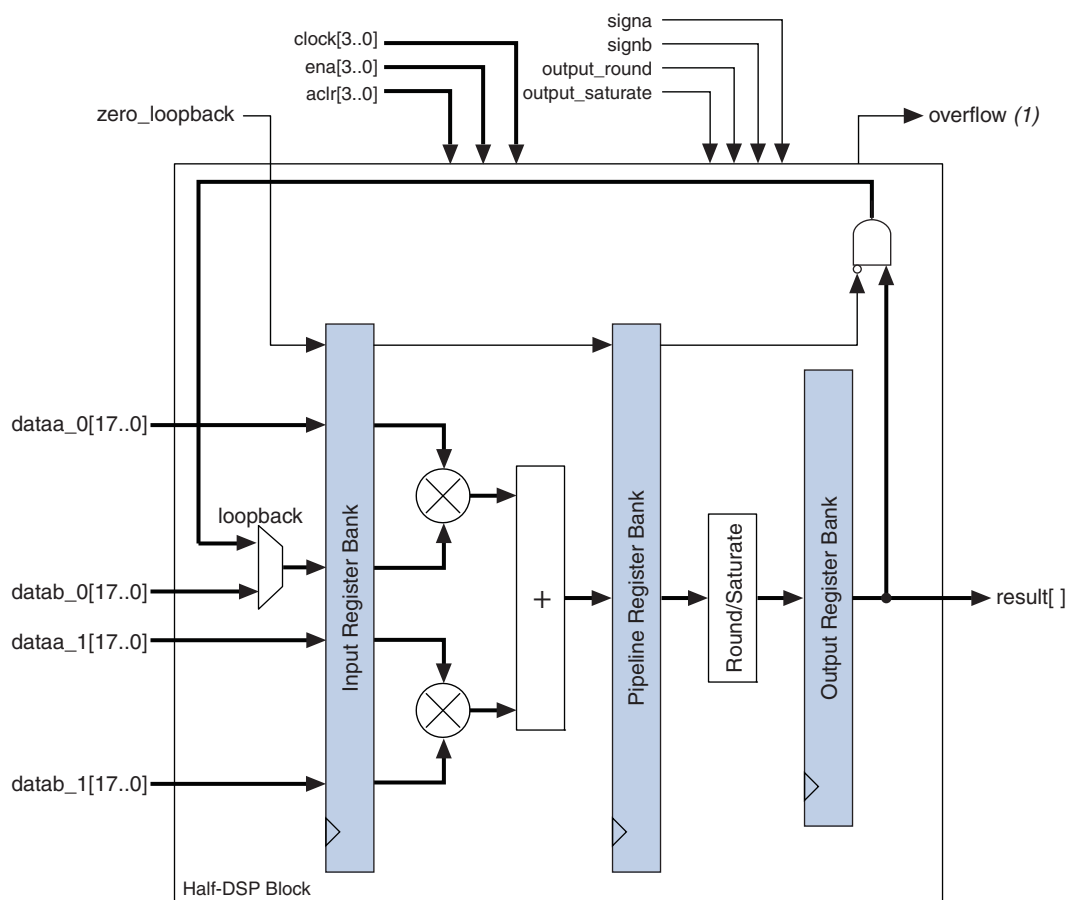 signa
clock[3..0]
signb
ena[3..0]
output_round
aclr[3..0]
output_saturate
zero_loopback
overflow (1)
dataa_0[17..0]
loopback
datab_0[17..0]
dataa_1[17..0]
datab_1[17..0]
Input Register Bank
+
Pipeline Register Bank
Round/Saturate
Output Register Bank
result[ ]
Half-DSP Block